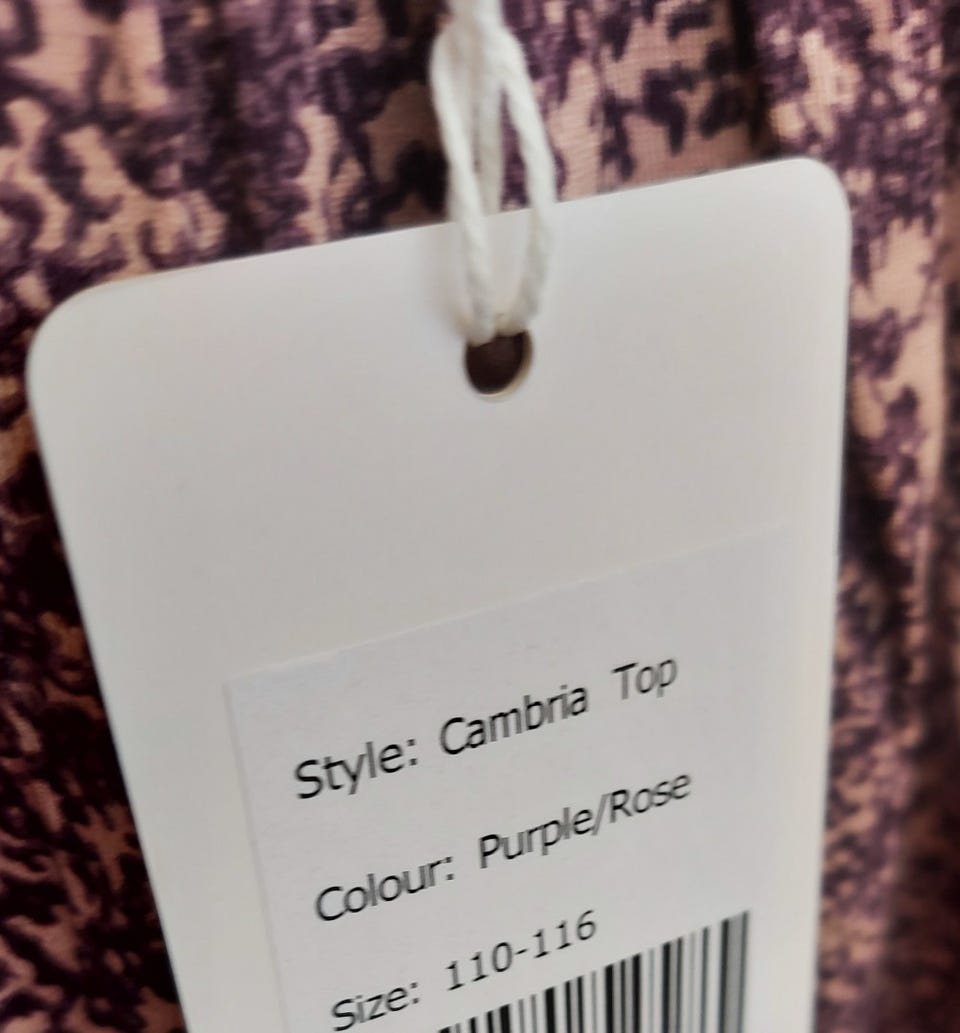 Style: Cambria Top
Colour: Purple/Rose
Size: 110-116